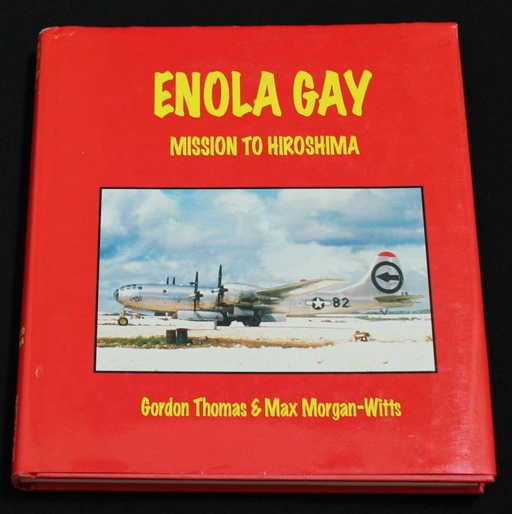 ENOLA GAY
MISSION TO HIROSHIMA
82
Gordon Thomas & Max Morgan-Witts